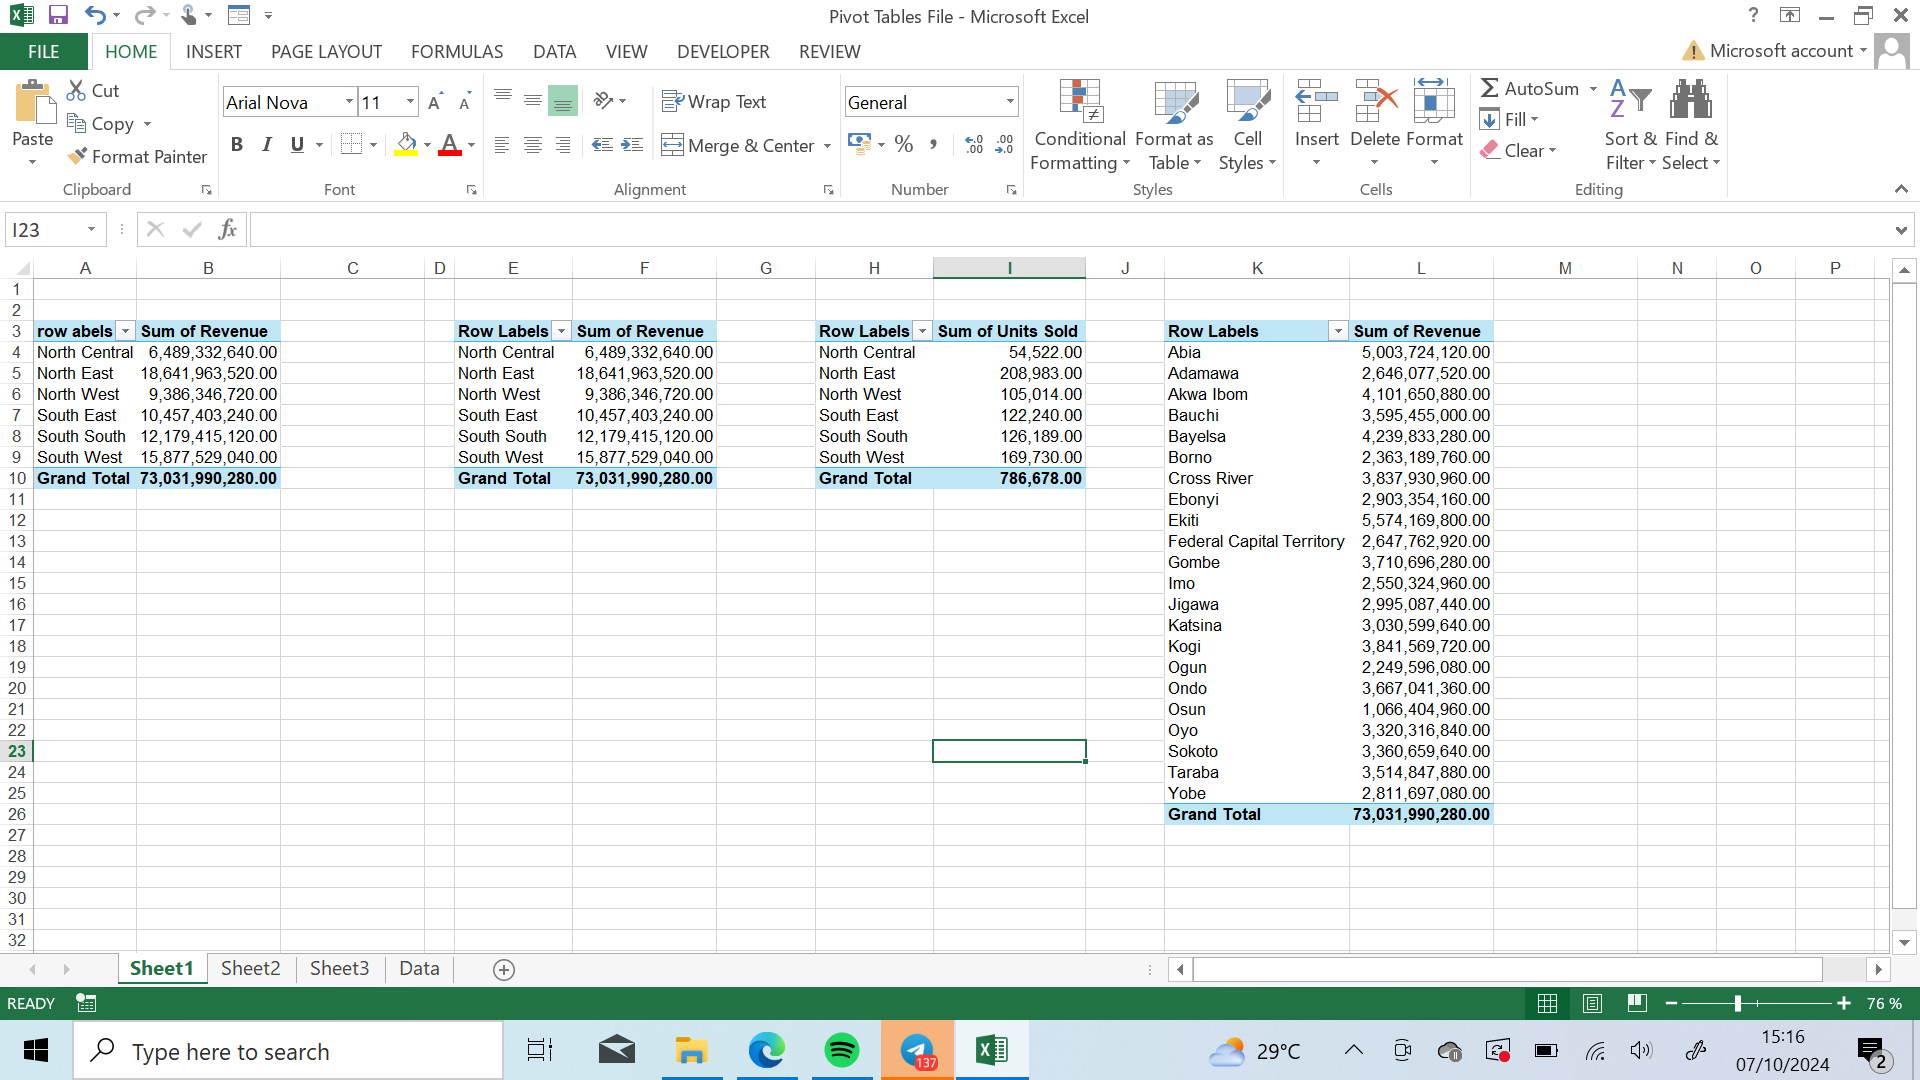 Pivot Tables File - Microsoft Excel
?
FILE HOME INSERT PAGE LAYOUT FORMULAS DATA VIEW DEVELOPER REVIEW Microsoft account
Paste
Cut
Copy
Format Painter
Clipboard
Arial Nova 11 A A
B I U A
Font
Wrap Text
Merge & Center
Alignment
General
% , .00 .00
Number
Conditional Formatting
Format as Table
Cell Styles
Styles
Insert Delete Format
Cells
AutoSum
Fill
Clear
Sort & Filter
Find & Select
Editing
I23 fx
A B C D E F G H I J K L M N O P
1
2
3 row abels Sum of Revenue Row Labels Sum of Revenue Row Labels Sum of Units Sold Row Labels Sum of Revenue
4 North Central 6,489,332,640.00 North Central 6,489,332,640.00 North Central 54,522.00 Abia 5,003,724,120.00
5 North East 18,641,963,520.00 North East 18,641,963,520.00 North East 208,983.00 Adamawa 2,646,077,520.00
6 North West 9,386,346,720.00 North West 9,386,346,720.00 North West 105,014.00 Akwa Ibom 4,101,650,880.00
7 South East 10,457,403,240.00 South East 10,457,403,240.00 South East 122,240.00 Bauchi 3,595,455,000.00
8 South South 12,179,415,120.00 South South 12,179,415,120.00 South South 126,189.00 Bayelsa 4,239,833,280.00
9 South West 15,877,529,040.00 South West 15,877,529,040.00 South West 169,730.00 Borno 2,363,189,760.00
10 Grand Total 73,031,990,280.00 Grand Total 73,031,990,280.00 Grand Total 786,678.00 Cross River 3,837,930,960.00
11 Ebonyi 2,903,354,160.00
12 Ekiti 5,574,169,800.00
13 Federal Capital Territory 2,647,762,920.00
14 Gombe 3,710,696,280.00
15 Imo 2,550,324,960.00
16 Jigawa 2,995,087,440.00
17 Katsina 3,030,599,640.00
18 Kogi 3,841,569,720.00
19 Ogun 2,249,596,080.00
20 Ondo 3,667,041,360.00
21 Osun 1,066,404,960.00
22 Oyo 3,320,316,840.00
23 Sokoto 3,360,659,640.00
24 Taraba 3,514,847,880.00
25 Yobe 2,811,697,080.00
26 Grand Total 73,031,990,280.00
27
28
29
30
31
32
Sheet1 Sheet2 Sheet3 Data
READY 76 %
Type here to search 137 29°C 15:16
07/10/2024 2